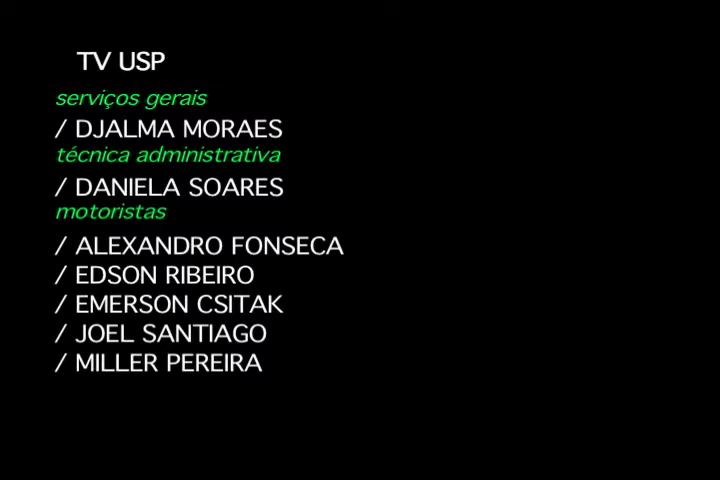 TV USP
serviços gerais
/ DJALMA MORAES
técnica administrativa
/ DANIELA SOARES
motoristas
/ ALEXANDRO FONSECA
/ EDSON RIBEIRO
/ EMERSON CSITAK
/ JOEL SANTIAGO
/ MILLER PEREIRA